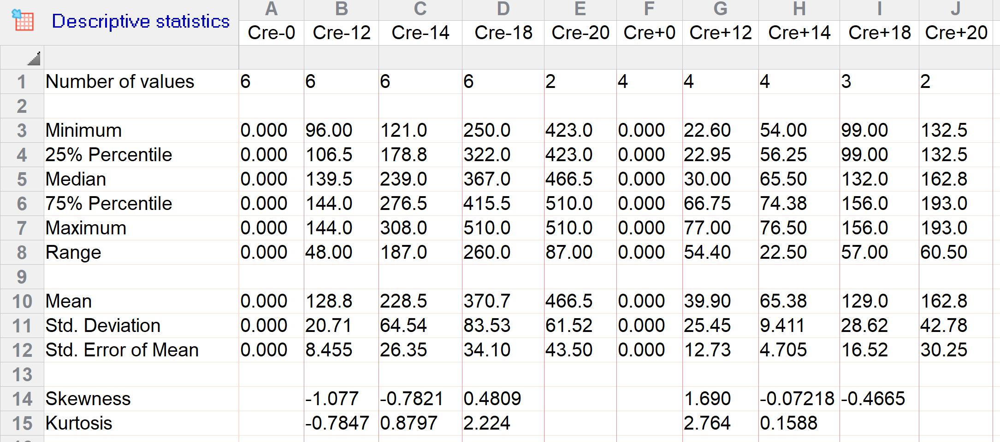 Descriptive statistics A B C D E F G H I J
Cre-0 Cre-12 Cre-14 Cre-18 Cre-20 Cre+0 Cre+12 Cre+14 Cre+18 Cre+20
1 Number of values 6 6 6 6 2 4 4 4 3 2
2
3 Minimum 0.000 96.00 121.0 250.0 423.0 0.000 22.60 54.00 99.00 132.5
4 25% Percentile 0.000 106.5 178.8 322.0 423.0 0.000 22.95 56.25 99.00 132.5
5 Median 0.000 139.5 239.0 367.0 466.5 0.000 30.00 65.50 132.0 162.8
6 75% Percentile 0.000 144.0 276.5 415.5 510.0 0.000 66.75 74.38 156.0 193.0
7 Maximum 0.000 144.0 308.0 510.0 510.0 0.000 77.00 76.50 156.0 193.0
8 Range 0.000 48.00 187.0 260.0 87.00 0.000 54.40 22.50 57.00 60.50
9
10 Mean 0.000 128.8 228.5 370.7 466.5 0.000 39.90 65.38 129.0 162.8
11 Std. Deviation 0.000 20.71 64.54 83.53 61.52 0.000 25.45 9.411 28.62 42.78
12 Std. Error of Mean 0.000 8.455 26.35 34.10 43.50 0.000 12.73 4.705 16.52 30.25
13
14 Skewness -1.077 -0.7821 0.4809 1.690 -0.07218 -0.4665
15 Kurtosis -0.7847 0.8797 2.224 2.764 0.1588